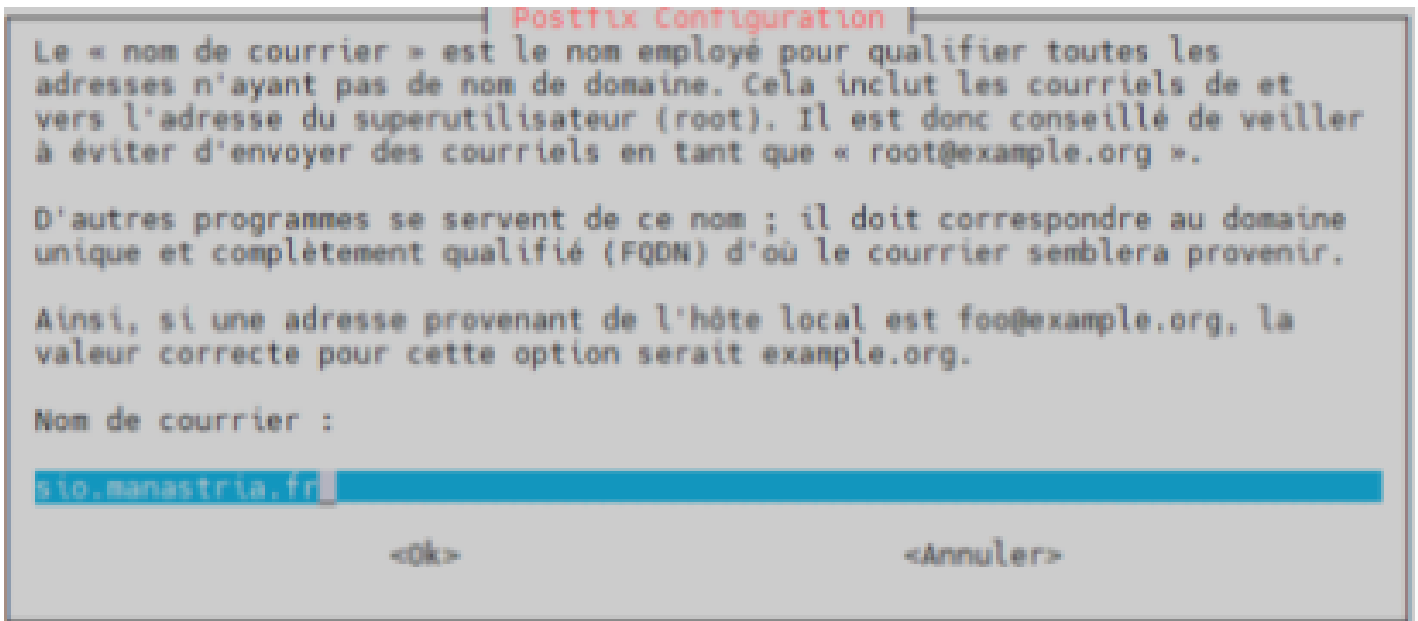 Postfix Configuration
Le « nom de courrier » est le nom employé pour qualifier toutes les
adresses n'ayant pas de nom de domaine. Cela inclut les courriels de et
vers l'adresse du superutilisateur (root). Il est donc conseillé de veiller
à éviter d'envoyer des courriels en tant que « root@example.org ».
D'autres programmes se servent de ce nom ; il doit correspondre au domaine
unique et complètement qualifié (FQDN) d'où le courrier semblera provenir.
Ainsi, si une adresse provenant de l'hôte local est foo@example.org, la
valeur correcte pour cette option serait example.org.
Nom de courrier :
sio.manastria.fr
<Ok> <Annuler>